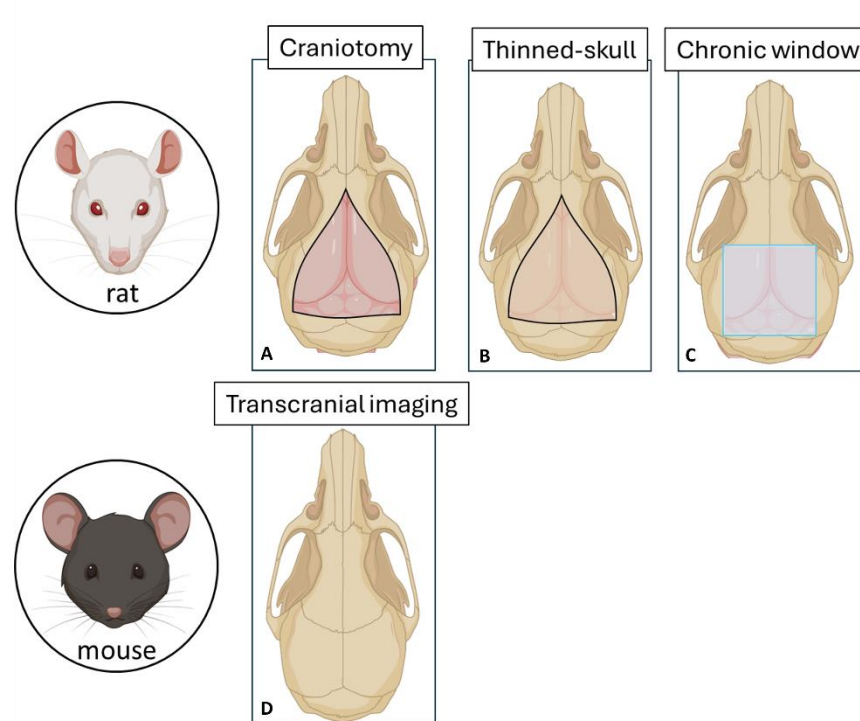 Craniotomy
Thinned-skull
Chronic window
rat
A
B
C
Transcranial imaging
mouse
D